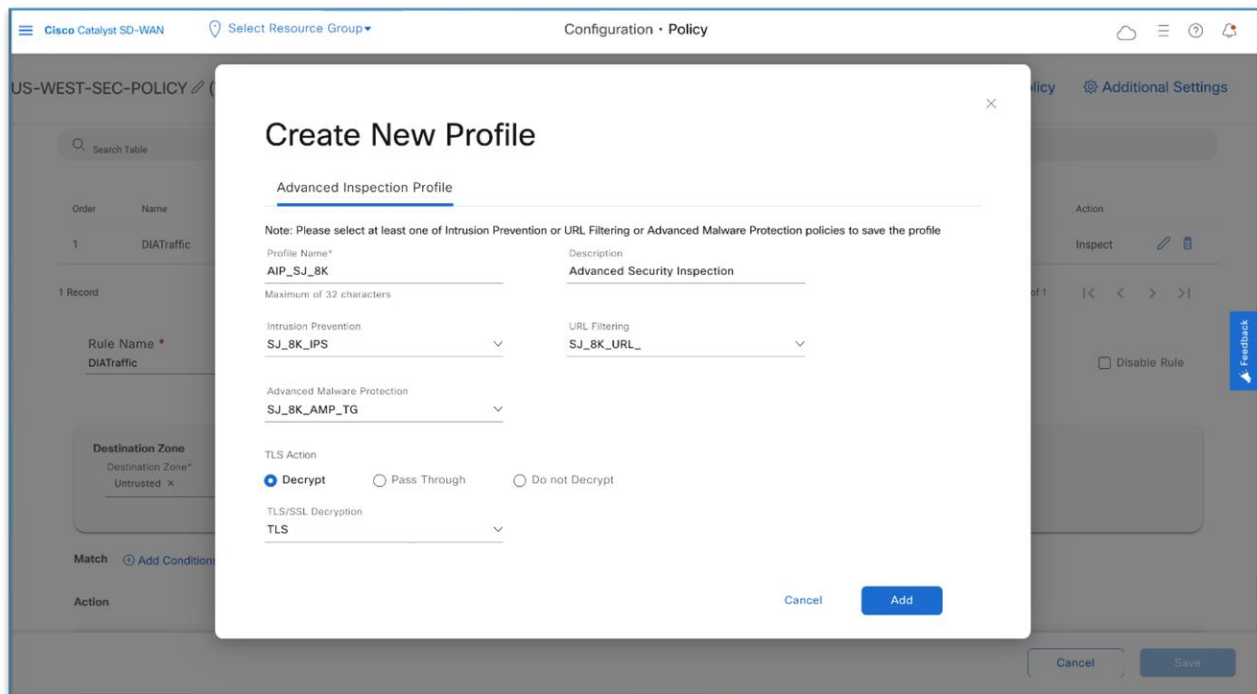 Cisco Catalyst SD-WAN
Select Resource Group▾
Configuration · Policy
US-WEST-SEC-POLICY (
licy
Additional Settings
Search Table
Order
Name
Action
1
DIATraffic
Inspect
1 Record
of 1
Rule Name *
DIATraffic
Disable Rule
Destination Zone
Destination Zone*
Untrusted ×
Match
Add Conditions
Action
Create New Profile
Advanced Inspection Profile
Note: Please select at least one of Intrusion Prevention or URL Filtering or Advanced Malware Protection policies to save the profile
Profile Name*
AIP_SJ_8K
Maximum of 32 characters
Description
Advanced Security Inspection
Intrusion Prevention
SJ_8K_IPS
URL Filtering
SJ_8K_URL_
Advanced Malware Protection
SJ_8K_AMP_TG
TLS Action
Decrypt
Pass Through
Do not Decrypt
TLS/SSL Decryption
TLS
Cancel
Add
Feedback
Cancel
Save